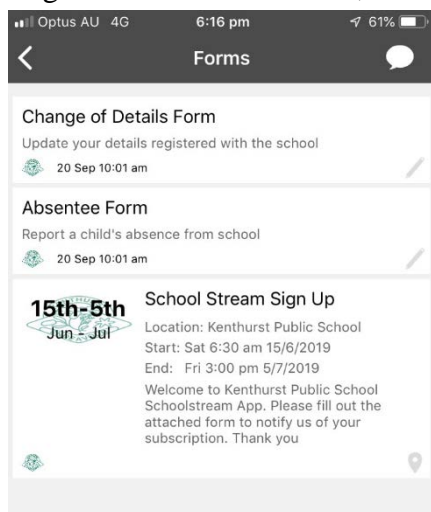 Optus AU 4G 6:16 pm 61%
Forms
Change of Details Form
Update your details registered with the school
20 Sep 10:01 am
Absentee Form
Report a child's absence from school
20 Sep 10:01 am
15th-5th
Jun - Jul
School Stream Sign Up
Location: Kenthurst Public School
Start: Sat 6:30 am 15/6/2019
End: Fri 3:00 pm 5/7/2019
Welcome to Kenthurst Public School
Schoolstream App. Please fill out the
attached form to notify us of your
subscription. Thank you